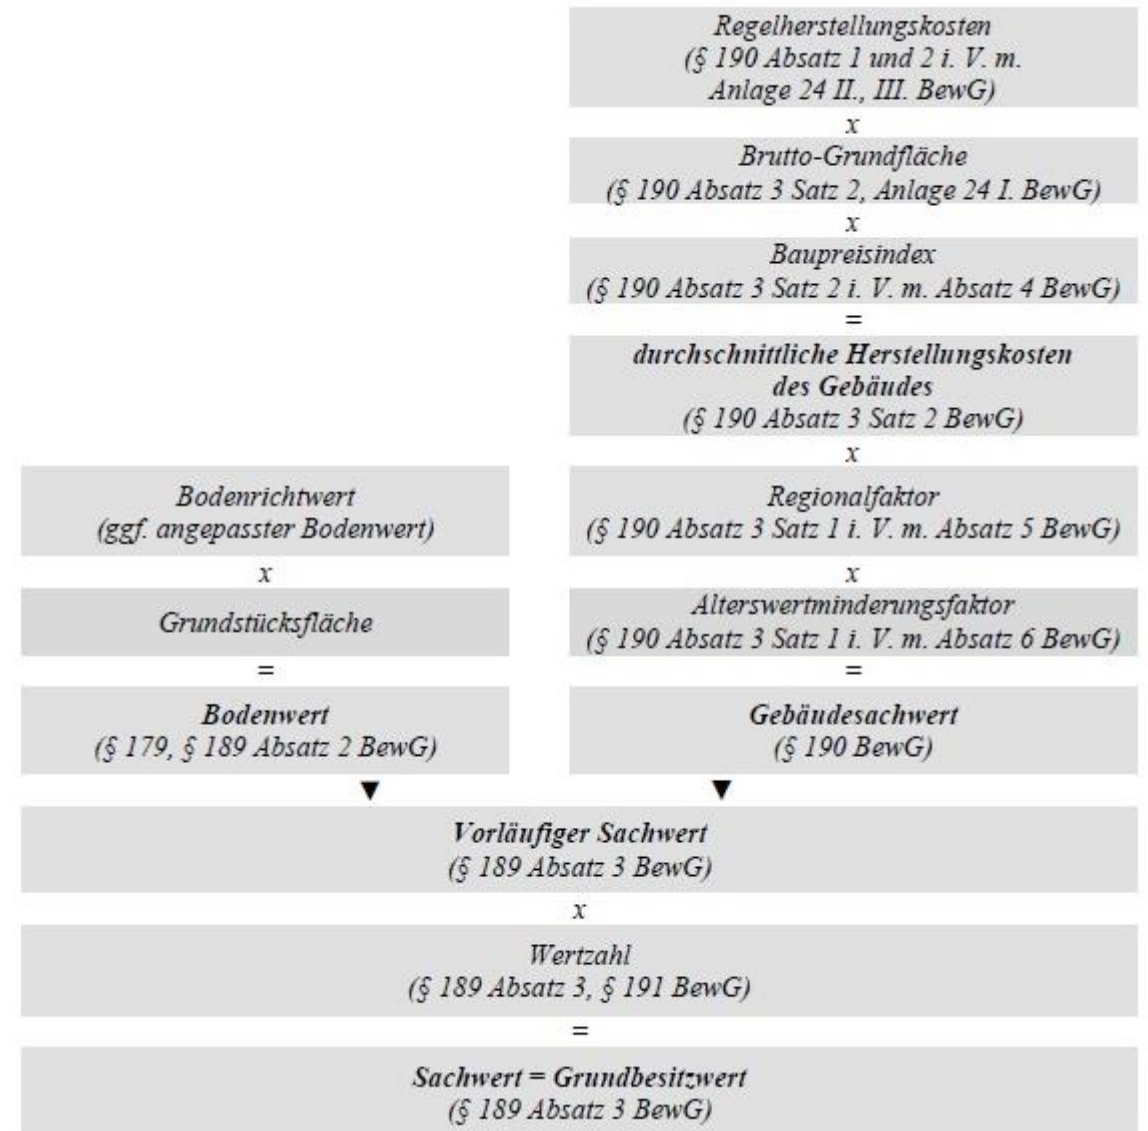 Regelherstellungskosten
(§ 190 Absatz 1 und 2 i. V. m.
Anlage 24 II., III. BewG)
x
Brutto-Grundfläche
(§ 190 Absatz 3 Satz 2, Anlage 24 I. BewG)
x
Baupreisindex
(§ 190 Absatz 3 Satz 2 i. V. m. Absatz 4 BewG)
=
durchschnittliche Herstellungskosten
des Gebäudes
(§ 190 Absatz 3 Satz 2 BewG)
x
Bodenrichtwert
(ggf. angepasster Bodenwert)
x
Grundstücksfläche
=
Bodenwert
(§ 179, § 189 Absatz 2 BewG)
▼
Regionalfaktor
(§ 190 Absatz 3 Satz 1 i. V. m. Absatz 5 BewG)
x
Alterswertminderungsfaktor
(§ 190 Absatz 3 Satz 1 i. V. m. Absatz 6 BewG)
=
Gebäudesachwert
(§ 190 BewG)
▼
Vorläufiger Sachwert
(§ 189 Absatz 3 BewG)
x
Wertzahl
(§ 189 Absatz 3, § 191 BewG)
=
Sachwert = Grundbesitzwert
(§ 189 Absatz 3 BewG)